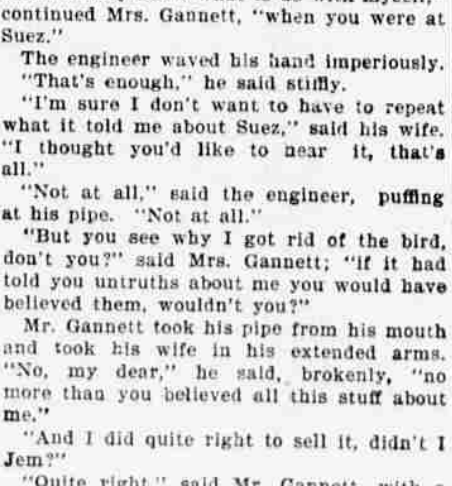 continued Mrs. Gannett, "when you were at
Suez."
The engineer waved his hand imperiously.
"That's enough," he said stiffly.
"I'm sure I don't want to have to repeat
what it told me about Suez," said his wife.
"I thought you'd like to near it, that's
all."
"Not at all," said the engineer, puffing
at his pipe. "Not at all."
"But you see why I got rid of the bird,
don't you?" said Mrs. Gannett; "if it had
told you untruths about me you would have
believed them, wouldn't you?"
Mr. Gannett took his pipe from his mouth
and took his wife in his extended arms.
"No, my dear," he said, brokenly, "no
more than you believed all this stuff about
me."
"And I did quite right to sell it, didn't I
Jem?"
"Quite right," said Mr. Gannett, with a